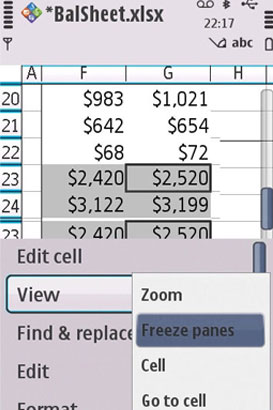 *BalSheet.xlsx
22:17
abc
A F G H
20 $983 $1,021
21 $642 $654
22 $68 $72
23 $2,420 $2,520
24 $3,122 $3,199
23 $2,420 $2,520
Edit cell
View
Zoom
Freeze panes
Find & replace
Cell
Edit
Go to cell
Format